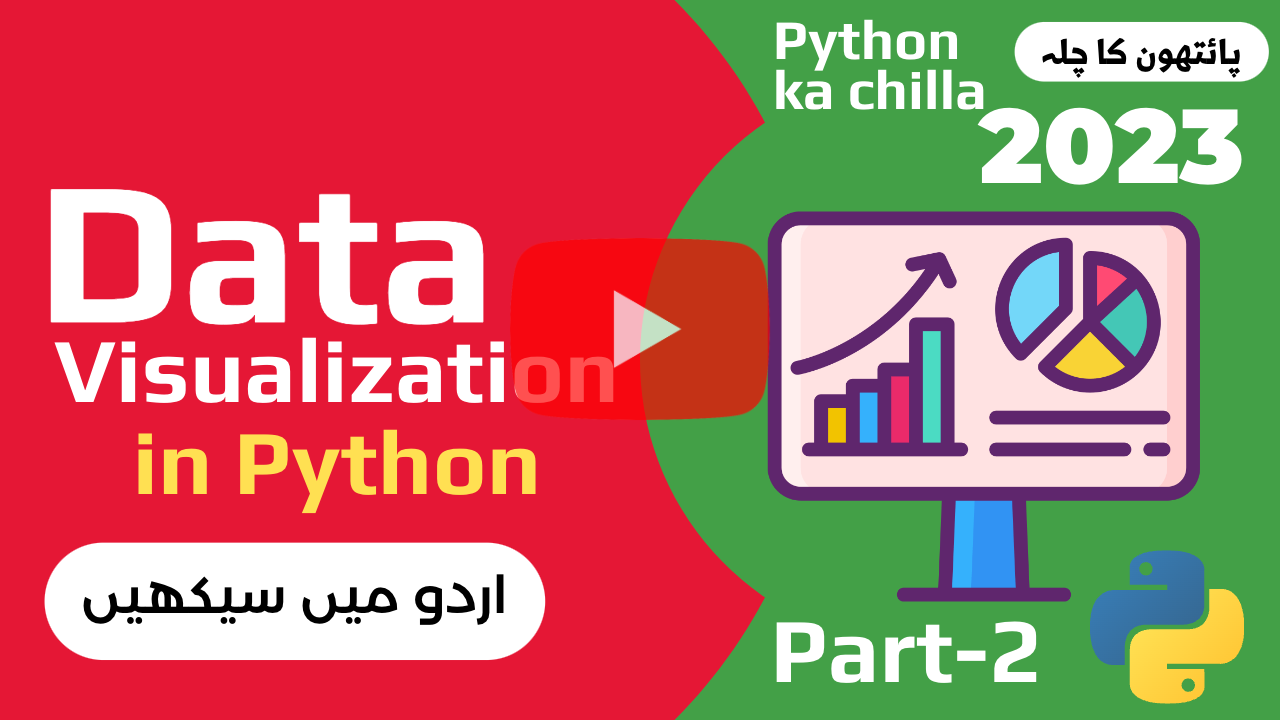 Data
Visualization
in Python
اردو میں سیکھیں
Python
ka chilla
پائتھون کا چلہ
2023
Part-2